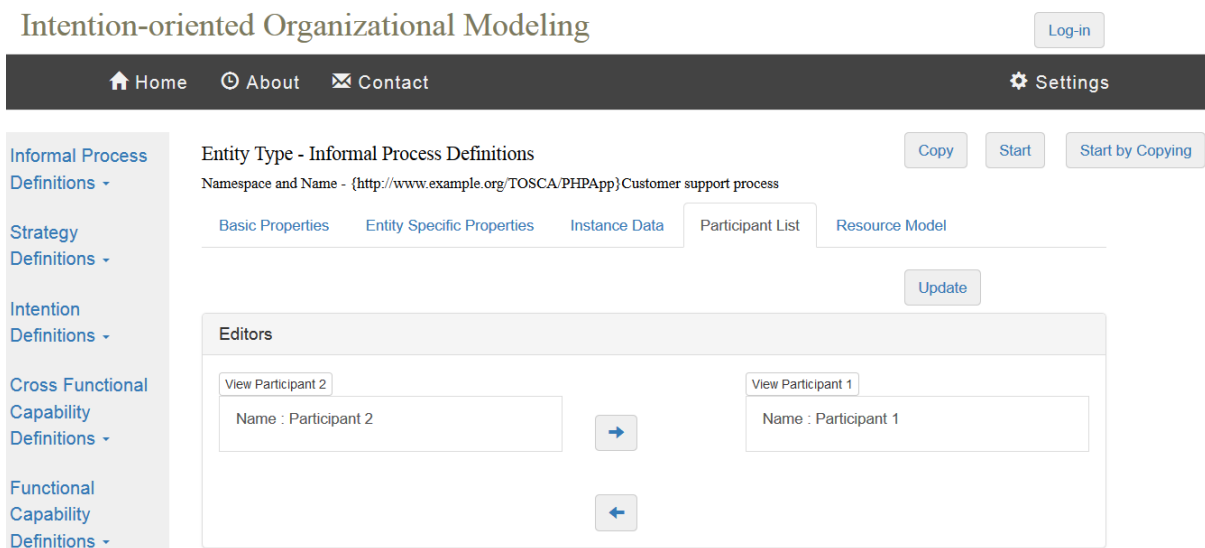 Intention-oriented Organizational Modeling
Log-in
Home About Contact Settings
Informal Process
Definitions
Strategy
Definitions
Intention
Definitions
Cross Functional
Capability
Definitions
Functional
Capability
Definitions
Entity Type - Informal Process Definitions
Copy Start Start by Copying
Namespace and Name - {http://www.example.org/TOSCA/PHPApp}Customer support process
Basic Properties Entity Specific Properties Instance Data Participant List Resource Model
Update
Editors
View Participant 2
Name : Participant 2
View Participant 1
Name : Participant 1